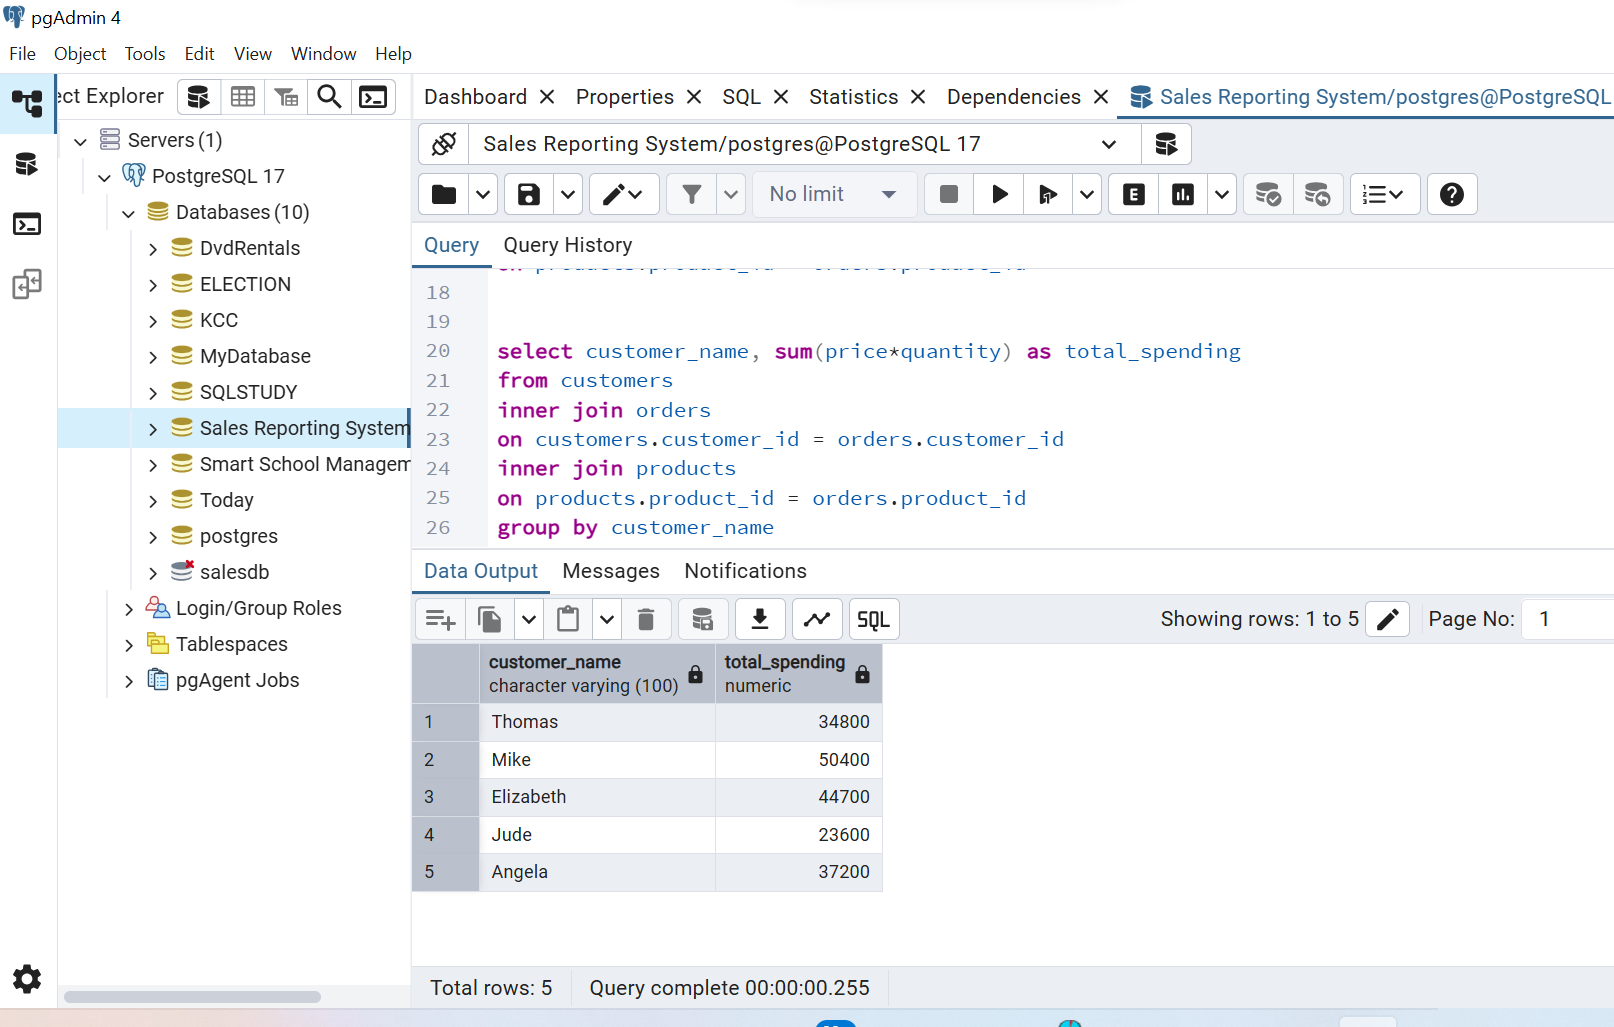 pgAdmin 4
File Object Tools Edit View Window Help
ect Explorer
Dashboard Properties SQL Statistics Dependencies Sales Reporting System/postgres@PostgreSQL
Servers (1)
PostgreSQL 17
Databases (10)
DvdRentals
ELECTION
KCC
MyDatabase
SQLSTUDY
Sales Reporting System
Smart School Managem
Today
postgres
salesdb
Login/Group Roles
Tablespaces
pgAgent Jobs
Sales Reporting System/postgres@PostgreSQL 17
No limit
E
Query Query History
on products.product_id = orders.product_id
18
19
20 select customer_name, sum(price*quantity) as total_spending
21 from customers
22 inner join orders
23 on customers.customer_id = orders.customer_id
24 inner join products
25 on products.product_id = orders.product_id
26 group by customer_name
Data Output Messages Notifications
SQL Showing rows: 1 to 5 Page No: 1
customer_name total_spending
character varying (100) numeric
1 Thomas 34800
2 Mike 50400
3 Elizabeth 44700
4 Jude 23600
5 Angela 37200
Total rows: 5 Query complete 00:00:00.255